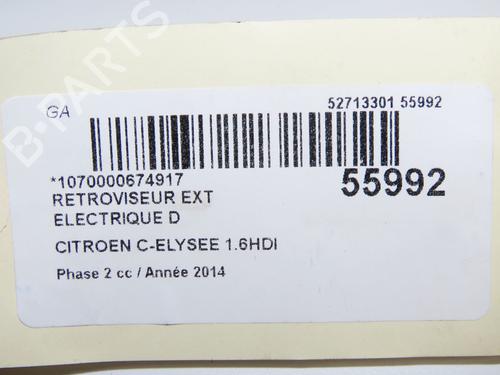 B-PARTS
GA
52713301 55992
*1070000674917
55992
RETROVISEUR EXT
ELECTRIQUE D
CITROEN C-ELYSEE 1.6HDI
Phase 2 cc / Année 2014